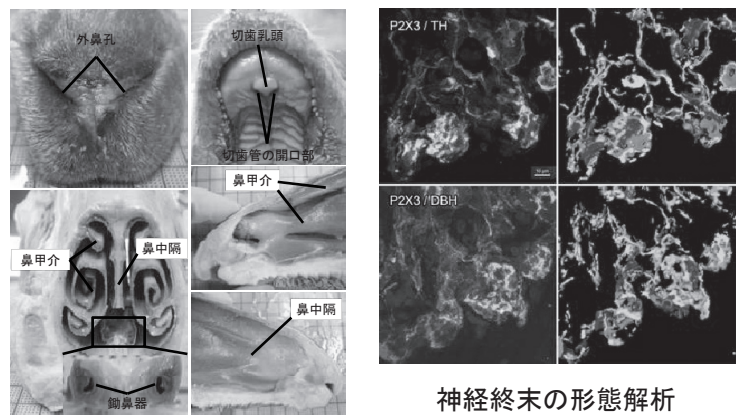 外鼻孔
切歯乳頭
切歯管の開口部
鼻甲介
鼻甲介
鼻中隔
鼻中隔
鋤鼻器
P2X3 / TH
10 µm
P2X3 / DBH
神経終末の形態解析